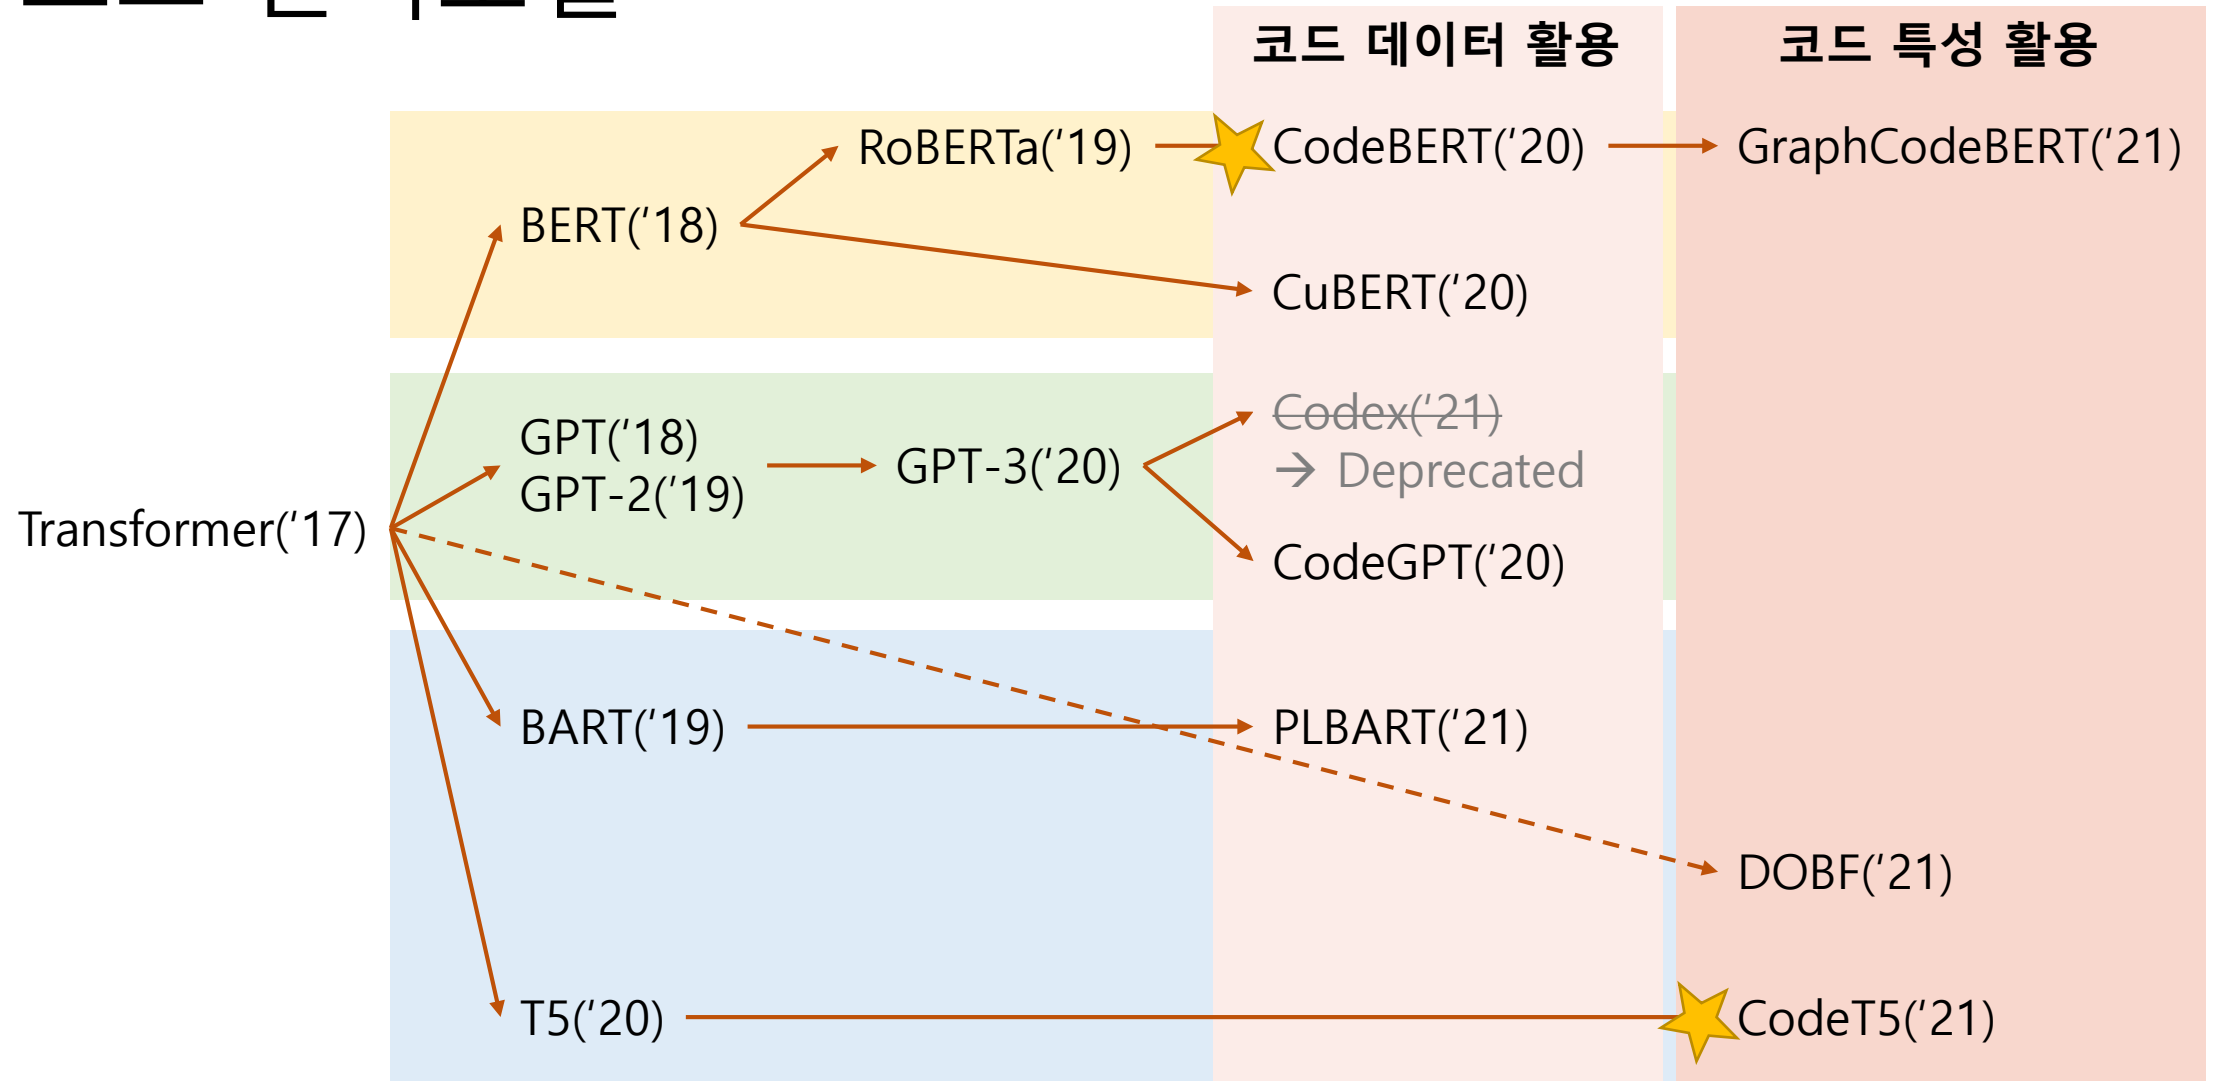 코드 데이터 활용
코드 특성 활용
RoBERTa(‘19)
CodeBERT(‘20)
GraphCodeBERT(‘21)
BERT(‘18)
CuBERT(‘20)
Codex(‘21)
→ Deprecated
GPT(‘18)
GPT-2(‘19)
GPT-3(‘20)
CodeGPT(‘20)
Transformer(‘17)
BART(‘19)
PLBART(‘21)
DOBF(‘21)
T5(‘20)
CodeT5(‘21)